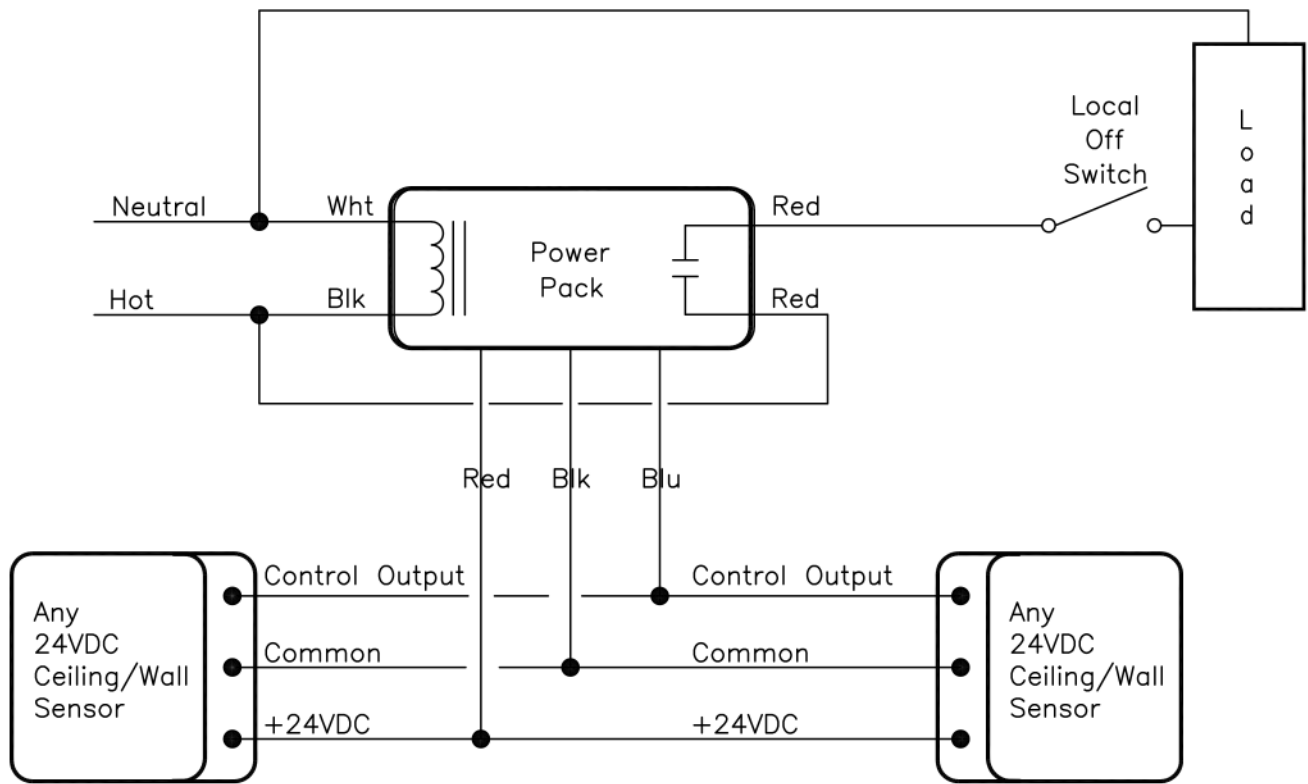 Local
Off
Switch
L
o
a
d
Neutral
Wht
Power
Pack
Red
Hot
Blk
Red
Red
Blk
Blu
Any
24VDC
Ceiling/Wall
Sensor
Control Output
Common
+24VDC
Control Output
Common
+24VDC
Any
24VDC
Ceiling/Wall
Sensor